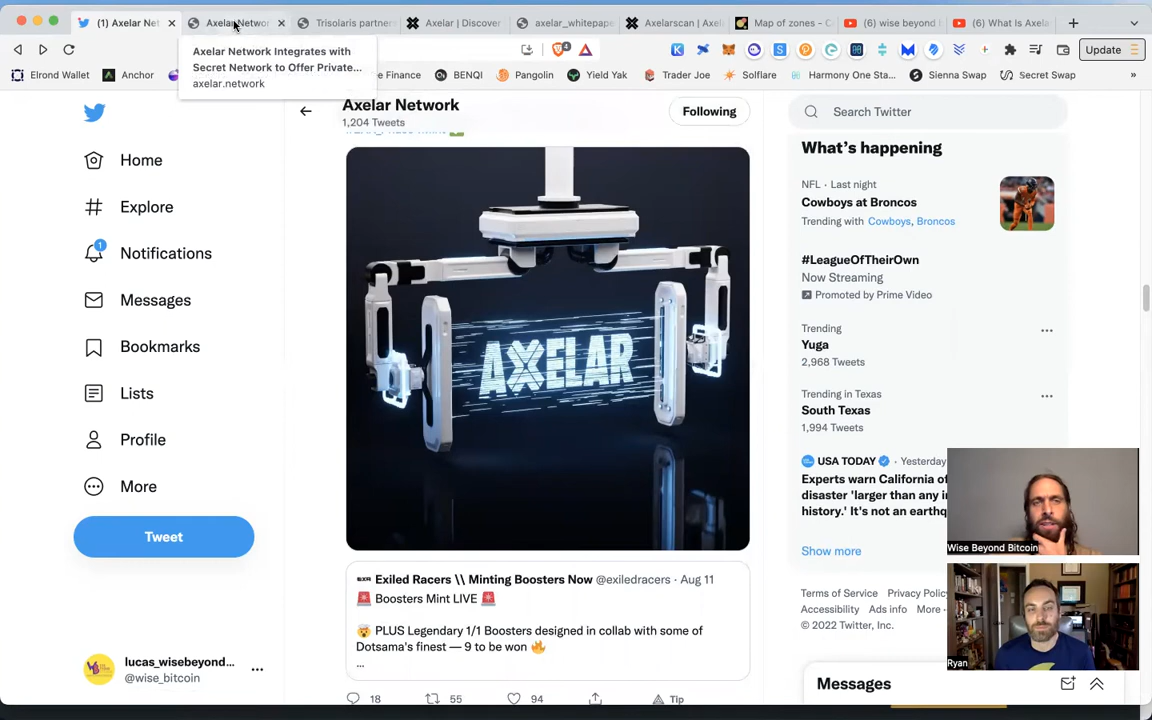 (1) Axelar Net
Axelar Networ
Trisolaris partner
Axelar | Discover
axelar_whitepape
Axelarscan | Axel
Map of zones - C
(6) wise beyond
(6) What Is Axela
Axelar Network Integrates with
Secret Network to Offer Private...
axelar.network
4
Update
Elrond Wallet
Anchor
e Finance
BENQI
Pangolin
Yield Yak
Trader Joe
Solflare
Harmony One Sta...
Sienna Swap
Secret Swap
»
Home
Explore
1
Notifications
Messages
Bookmarks
Lists
Profile
More
Tweet
lucas_wisebeyond...
@wise_bitcoin
Axelar Network
1,204 Tweets
Following
AXELAR
EXR Exiled Racers \\ Minting Boosters Now @exiledracers · Aug 11
🚨 Boosters Mint LIVE 🚨
🤯 PLUS Legendary 1/1 Boosters designed in collab with some of
Dotsama's finest — 9 to be won 🔥
...
18
55
94
Tip
Search Twitter
What's happening
NFL · Last night
Cowboys at Broncos
Trending with Cowboys, Broncos
#LeagueOfTheirOwn
Now Streaming
Promoted by Prime Video
Trending
Yuga
2,968 Tweets
Trending in Texas
South Texas
1,994 Tweets
USA TODAY · Yesterday
Experts warn California of
disaster 'larger than any i
history.' It's not an earthq
Show more
Terms of Service Privacy Policy
Accessibility Ads info More
© 2022 Twitter, Inc.
Messages
Wise Beyond Bitcoin
Ryan